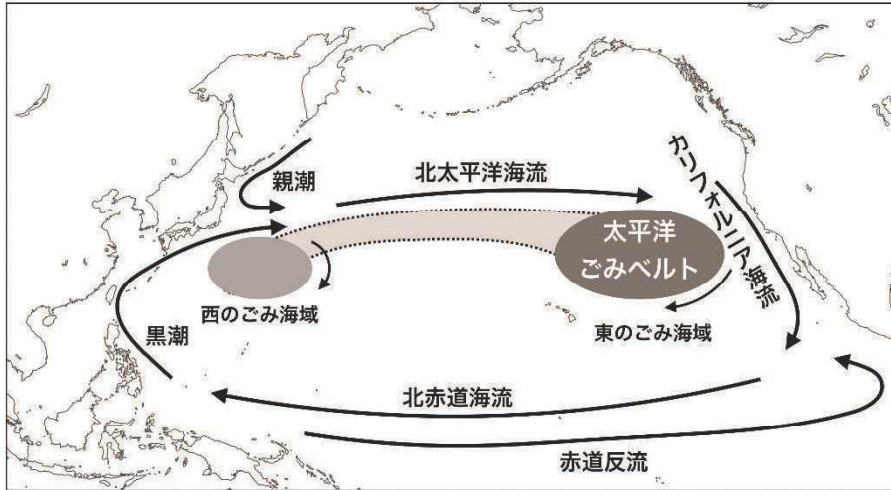 親潮
北太平洋海流
カリフォルニア海流
太平洋
ごみベルト
西のごみ海域
東のごみ海域
黒潮
北赤道海流
赤道反流